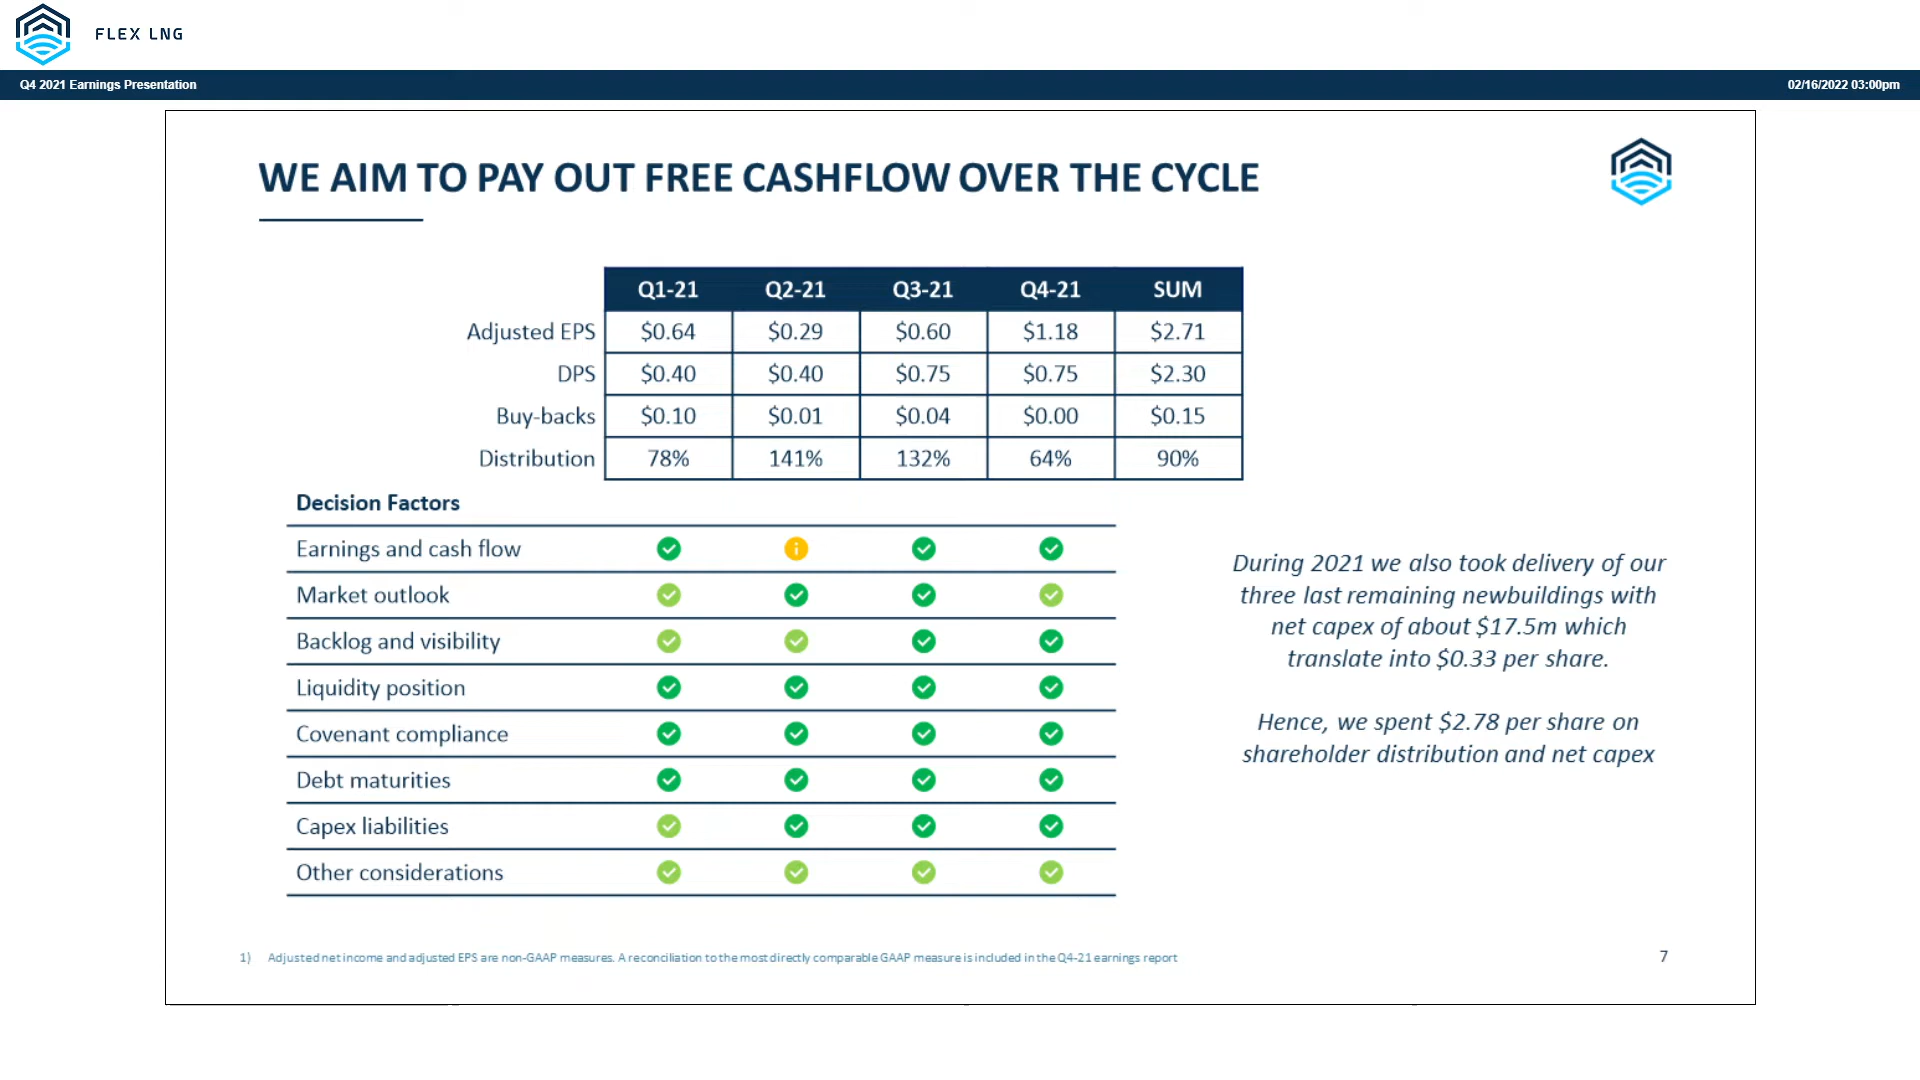 FLEX LNG
Q4 2021 Earnings Presentation 02/16/2022 03:00pm
WE AIM TO PAY OUT FREE CASHFLOW OVER THE CYCLE
Q1-21 Q2-21 Q3-21 Q4-21 SUM
Adjusted EPS $0.64 $0.29 $0.60 $1.18 $2.71
DPS $0.40 $0.40 $0.75 $0.75 $2.30
Buy-backs $0.10 $0.01 $0.04 $0.00 $0.15
Distribution 78% 141% 132% 64% 90%
Decision Factors
Earnings and cash flow
Market outlook
Backlog and visibility
Liquidity position
Covenant compliance
Debt maturities
Capex liabilities
Other considerations
During 2021 we also took delivery of our
three last remaining newbuildings with
net capex of about $17.5m which
translate into $0.33 per share.
Hence, we spent $2.78 per share on
shareholder distribution and net capex
1) Adjusted net income and adjusted EPS are non-GAAP measures. A reconciliation to the most directly comparable GAAP measure is included in the Q4-21 earnings report
7